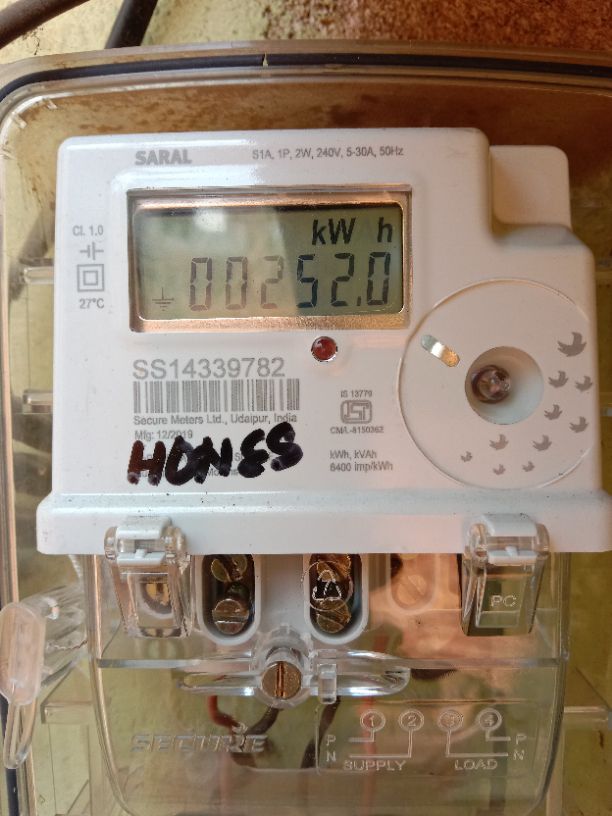 SARAL S1A, 1P, 2W, 240V, 5-30A, 50Hz
Cl. 1.0
27°C
kW h
00252.0
SS14339782
Secure Meters Ltd., Udaipur, India
Mfg: 12/2019
HONES
IS 13779
CM/L-8150362
kWh, kVAh
6400 imp/kWh
PC
SECURE
1 2 3 4
P N P N
SUPPLY LOAD